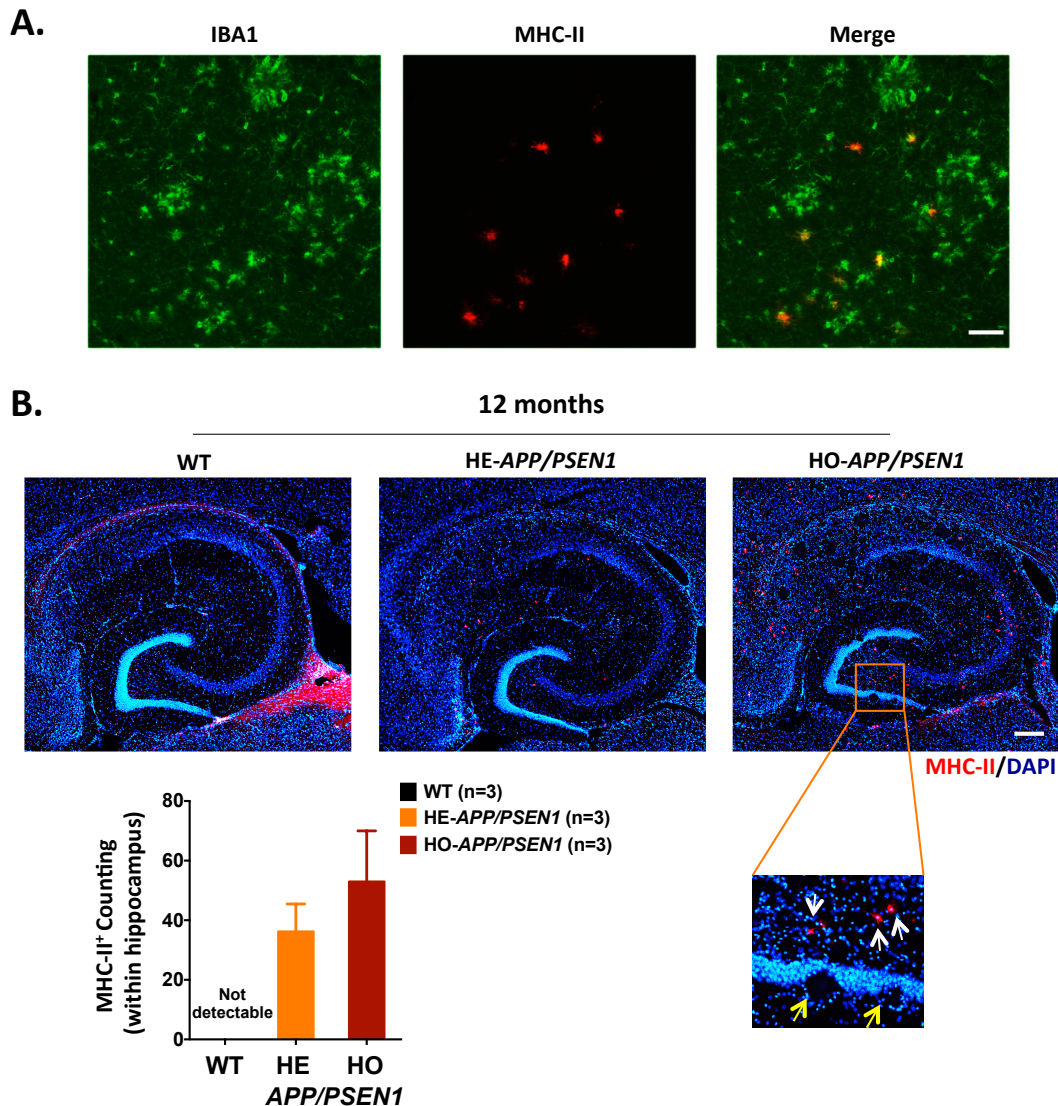 A.
IBA1
MHC-II
Merge
B.
12 months
WT
HE-APP/PSEN1
HO-APP/PSEN1
MHC-II/DAPI
80
60
40
20
0
MHC-II+ Counting
(within hippocampus)
WT (n=3)
HE-APP/PSEN1 (n=3)
HO-APP/PSEN1 (n=3)
Not
detectable
WT
HE
HO
APP/PSEN1